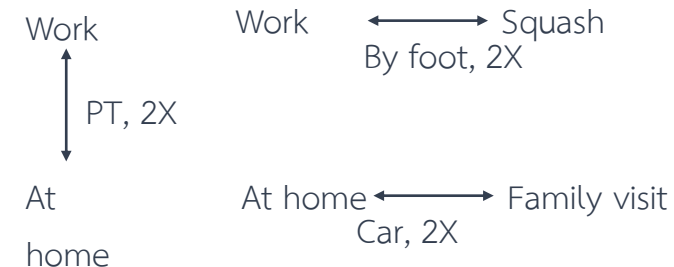 Work
PT, 2X
At
home
Work
Squash
By foot, 2X
At home
Family visit
Car, 2X